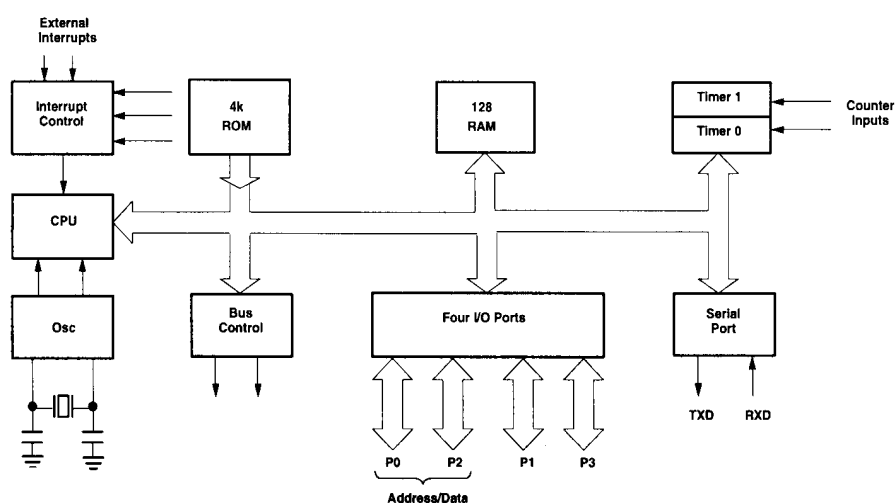 External
Interrupts
Interrupt
Control
4k
ROM
128
RAM
Timer 1
Timer 0
Counter
Inputs
CPU
Osc
Bus
Control
Four I/O Ports
Serial
Port
TXD
RXD
P0
P2
P1
P3
Address/Data